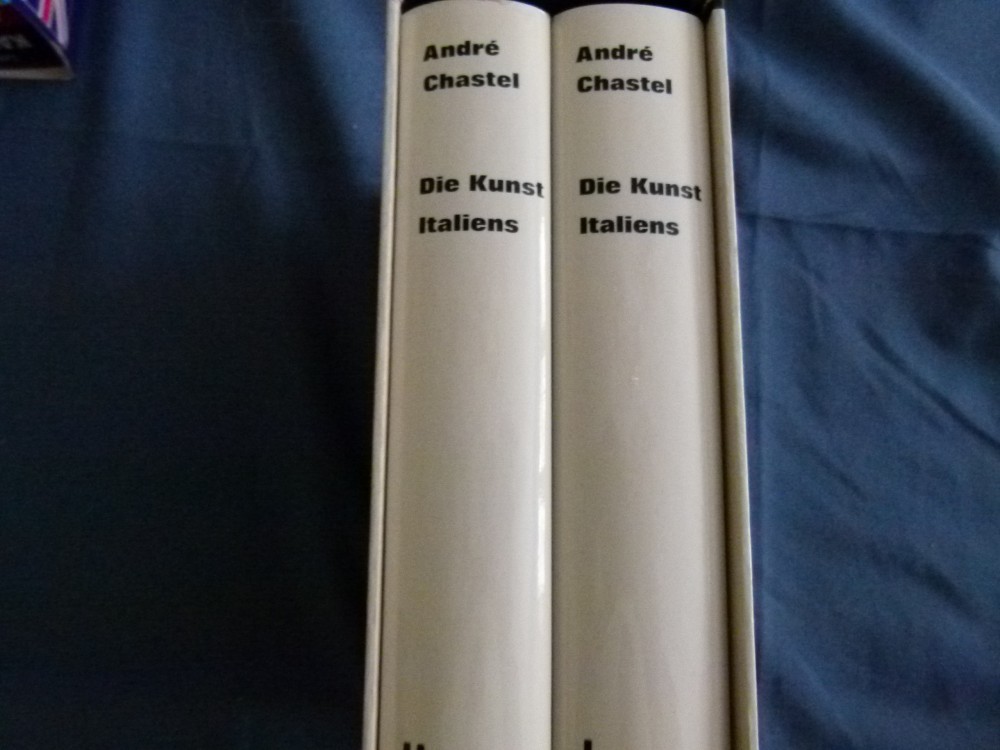 André
Chastel
Die Kunst
Italiens
André
Chastel
Die Kunst
Italiens